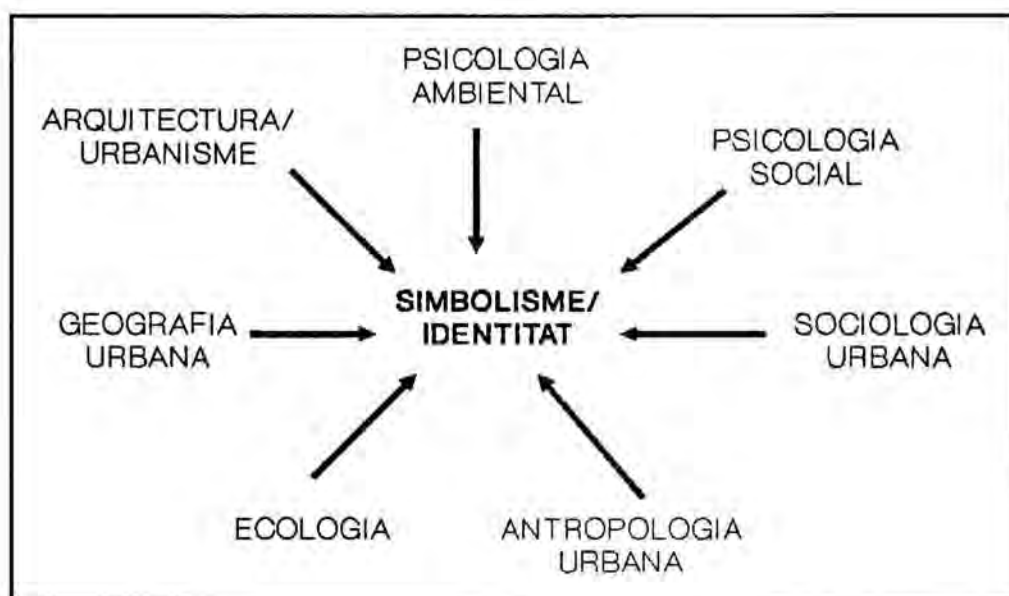 PSICOLOGIA
AMBIENTAL
ARQUITECTURA/
URBANISME
PSICOLOGIA
SOCIAL
SIMBOLISME/
IDENTITAT
GEOGRAFIA
URBANA
SOCIOLOGIA
URBANA
ECOLOGIA
ANTROPOLOGIA
URBANA